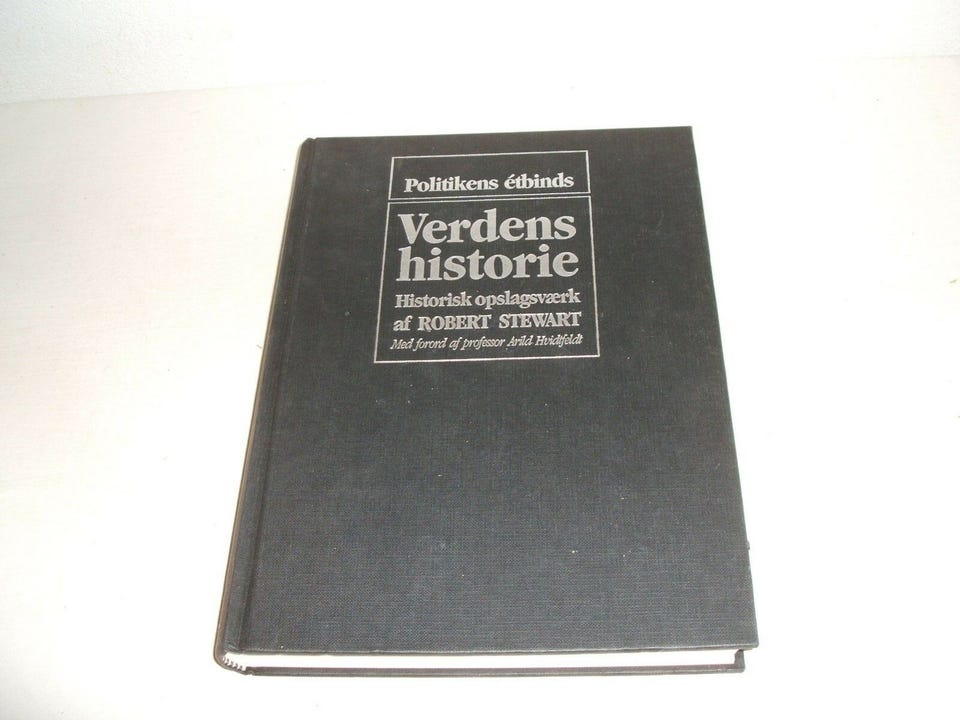 Politikens étbinds
Verdens
historie
Historisk opslagsværk
af ROBERT STEWART
Med forord af professor Arild Hvidtfeldt